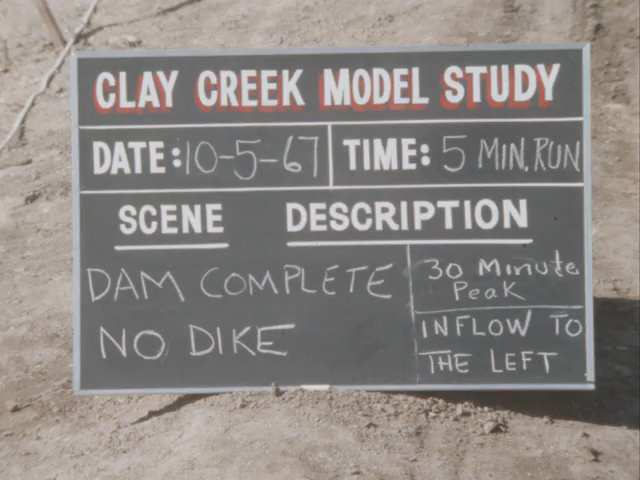 CLAY CREEK MODEL STUDY
DATE: 10-5-67 TIME: 5 MIN. RUN
SCENE DESCRIPTION
DAM COMPLETE
NO DIKE
30 Minute
Peak
INFLOW TO
THE LEFT